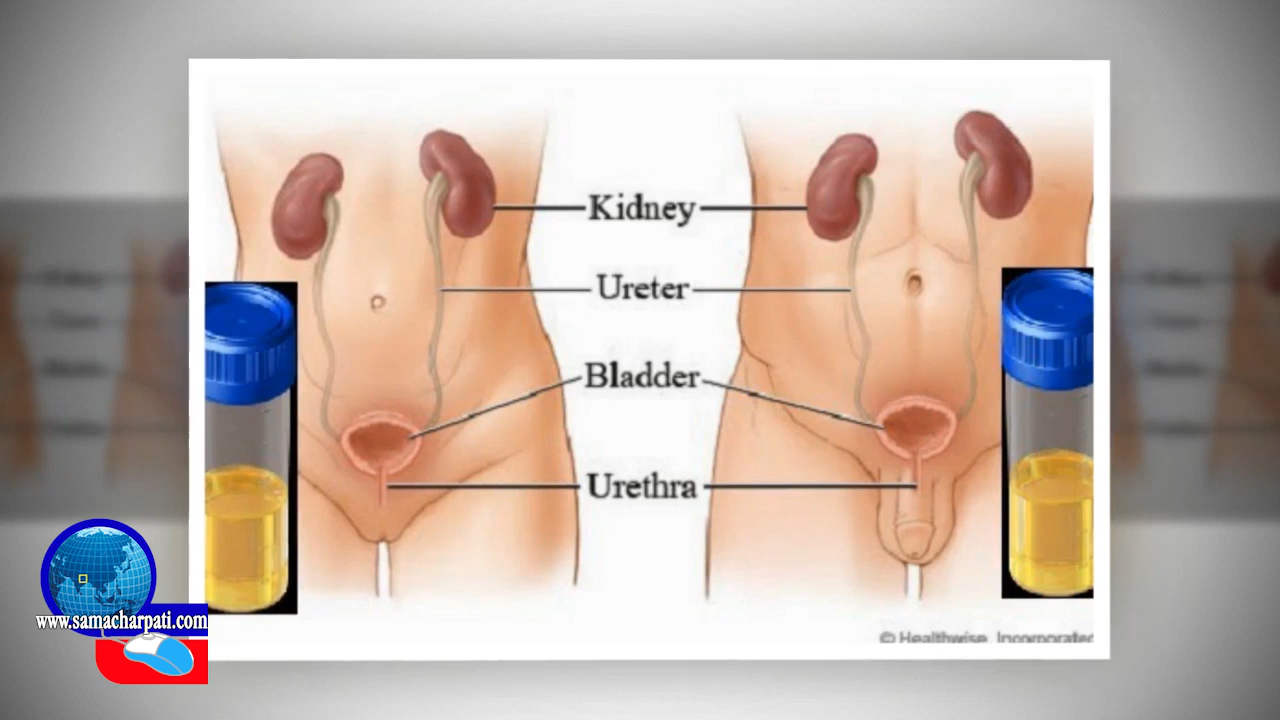 Kidney
Ureter
Bladder
Urethra
www.samacharpati.com
© Healthwise, Incorporated